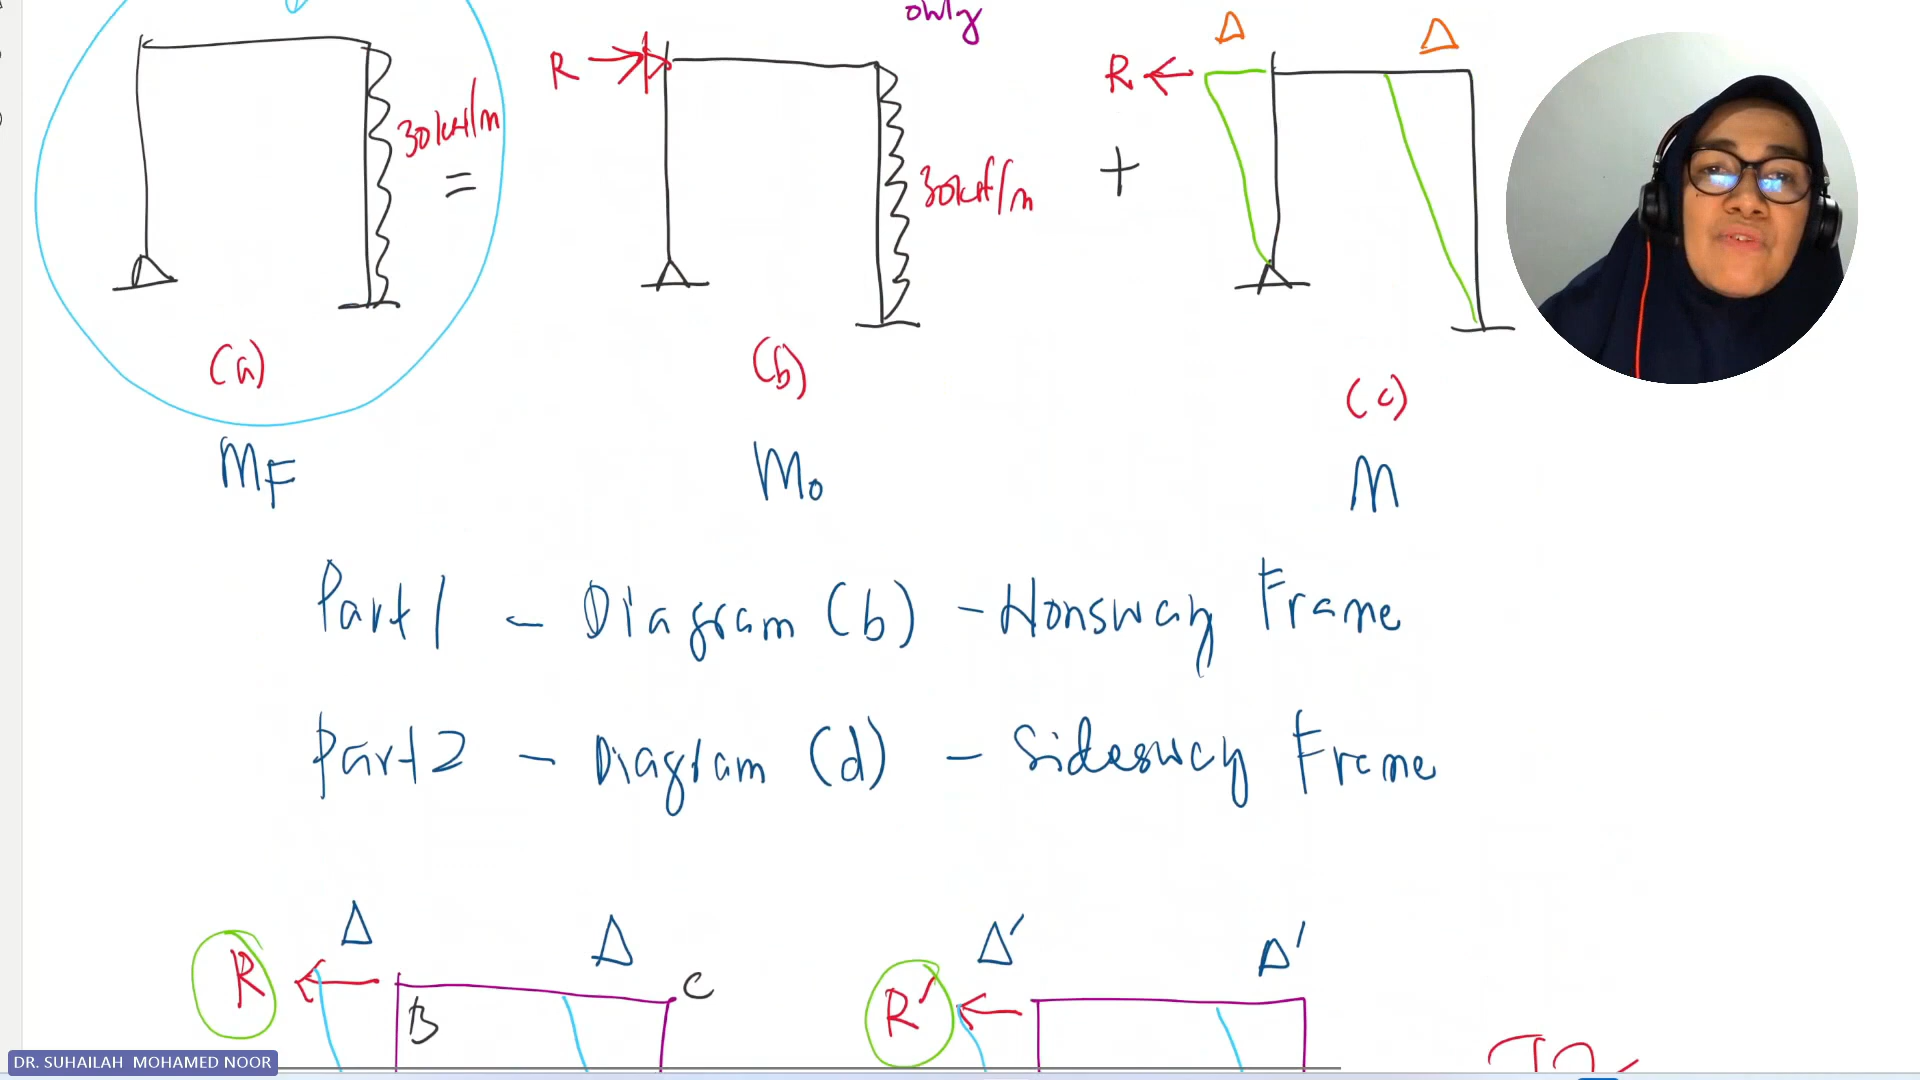 only
Δ Δ
R R
30kN/m = 30kN/m +
(a) (b) (c)
MF Mo M
Part 1 - Diagram (b) - Nonsway Frame
Part 2 - Diagram (d) - Sidesway Frame
Δ Δ Δ' Δ'
R B C R'
DR. SUHAILAH MOHAMED NOOR